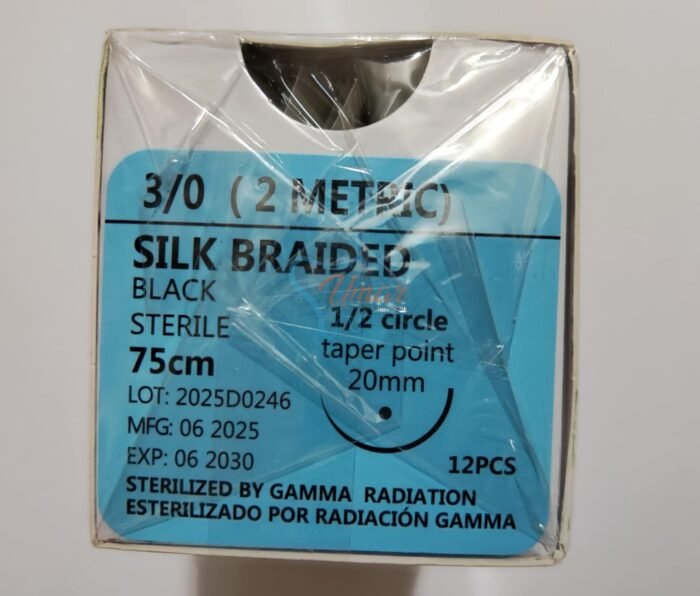 3/0 ( 2 METRIC)
SILK BRAIDED
BLACK
STERILE
75cm
1/2 circle
taper point
20mm
LOT: 2025D0246
MFG: 06 2025
EXP: 06 2030
12PCS
STERILIZED BY GAMMA RADIATION
ESTERILIZADO POR RADIACIÓN GAMMA